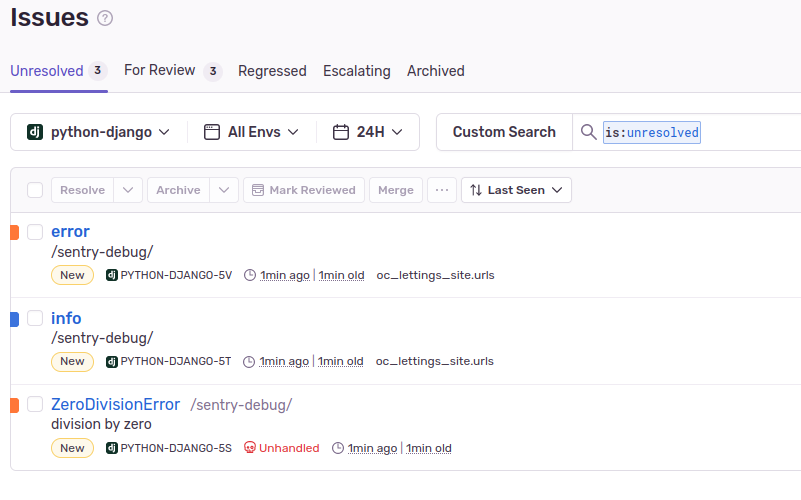 Issues ?
Unresolved 3 For Review 3 Regressed Escalating Archived
dj python-django All Envs 24H Custom Search is:unresolved
Resolve Archive Mark Reviewed Merge ... Last Seen
error
/sentry-debug/
New dj PYTHON-DJANGO-5V 1min ago | 1min old oc_lettings_site.urls
info
/sentry-debug/
New dj PYTHON-DJANGO-5T 1min ago | 1min old oc_lettings_site.urls
ZeroDivisionError /sentry-debug/
division by zero
New dj PYTHON-DJANGO-5S Unhandled 1min ago | 1min old